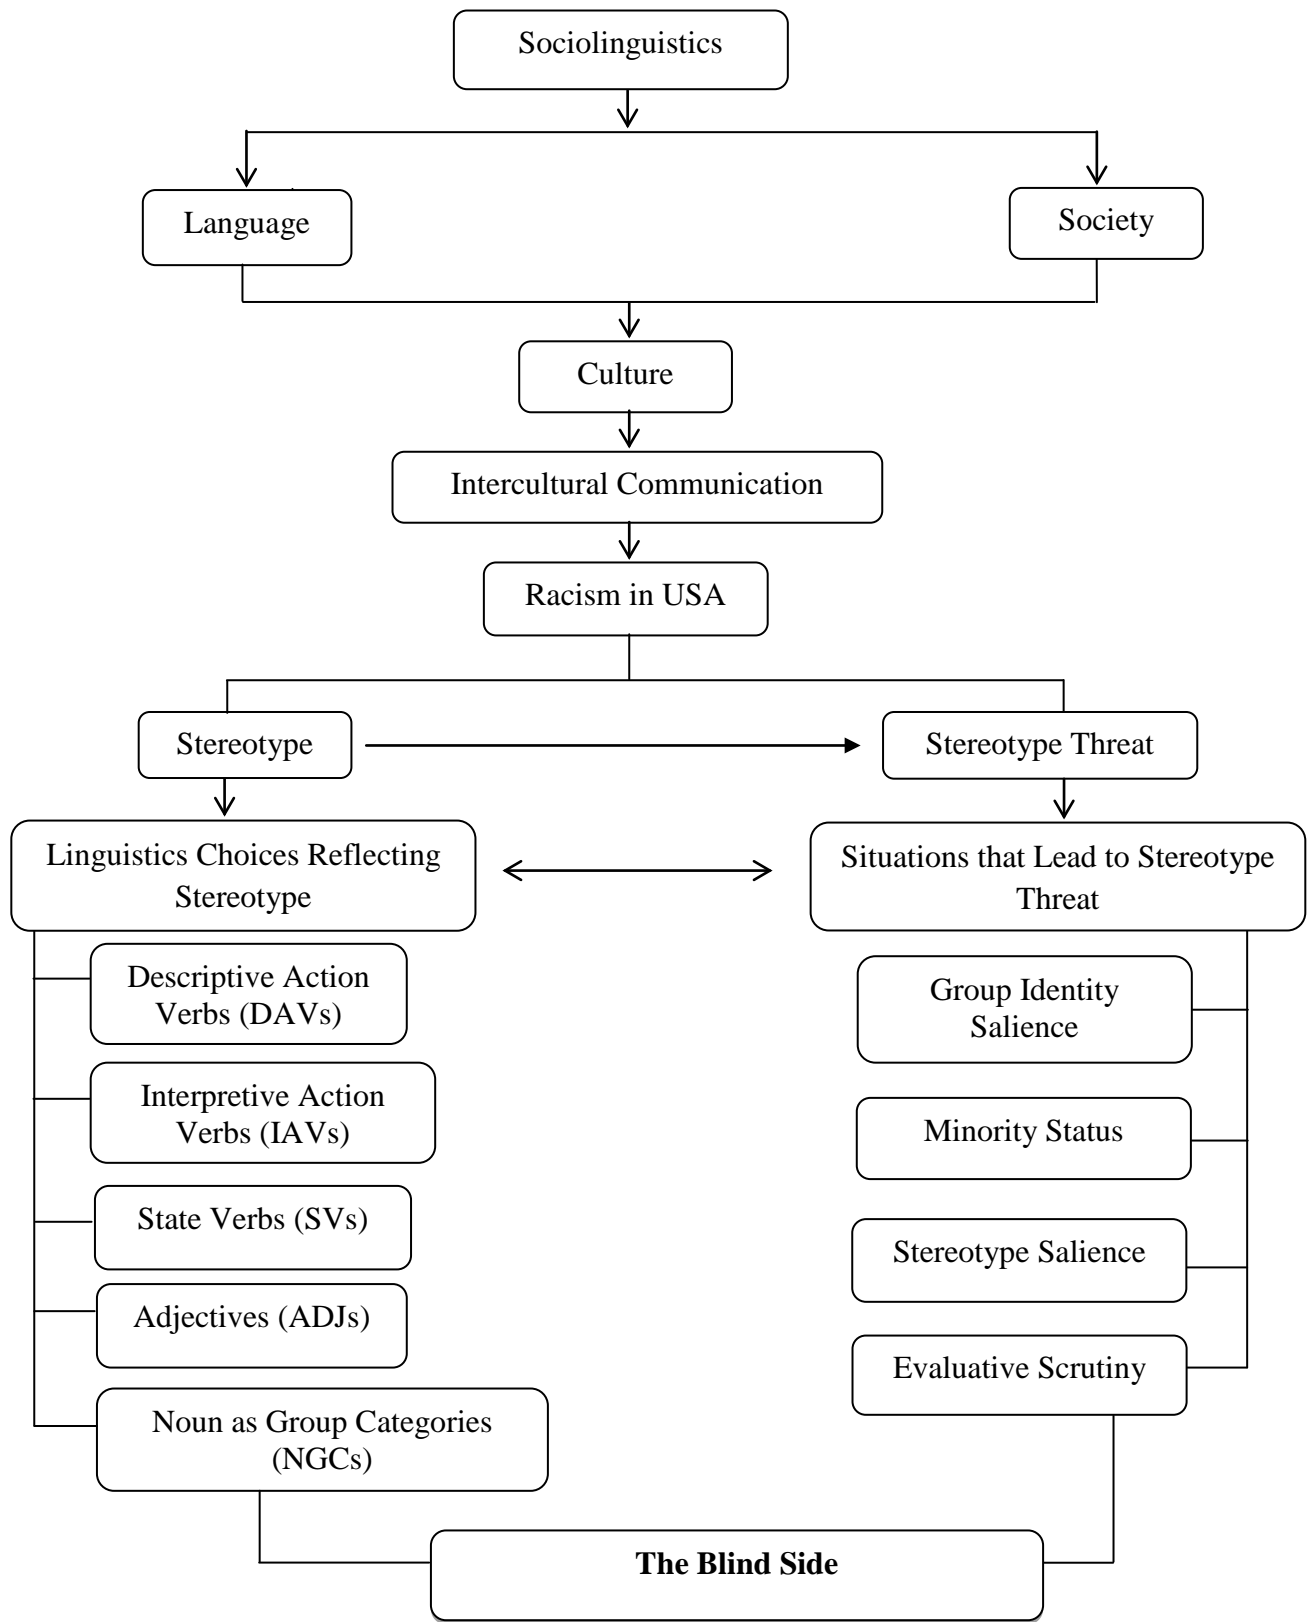 Sociolinguistics
Language
Society
Culture
Intercultural Communication
Racism in USA
Stereotype
Stereotype Threat
Linguistics Choices Reflecting
Stereotype
Situations that Lead to Stereotype
Threat
Descriptive Action
Verbs (DAVs)
Interpretive Action
Verbs (IAVs)
State Verbs (SVs)
Adjectives (ADJs)
Noun as Group Categories
(NGCs)
Group Identity
Salience
Minority Status
Stereotype Salience
Evaluative Scrutiny
The Blind Side